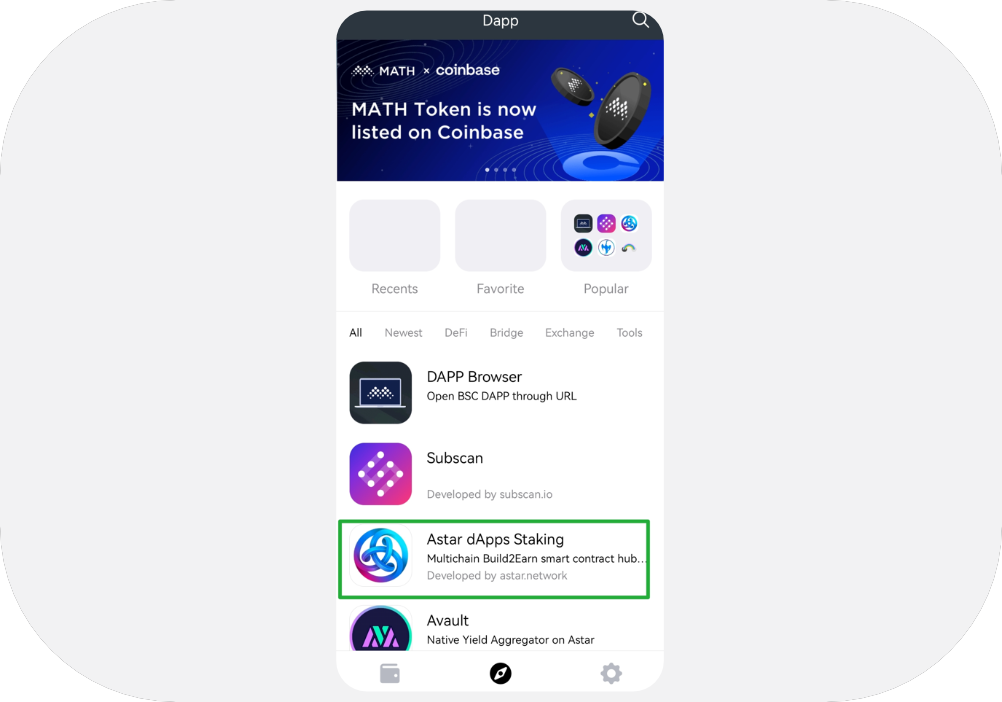 Dapp
MATH × coinbase
MATH Token is now
listed on Coinbase
Recents
Favorite
Popular
All
Newest
DeFi
Bridge
Exchange
Tools
DAPP Browser
Open BSC DAPP through URL
Subscan
Developed by subscan.io
Astar dApps Staking
Multichain Build2Earn smart contract hub...
Developed by astar.network
Avault
Native Yield Aggregator on Astar